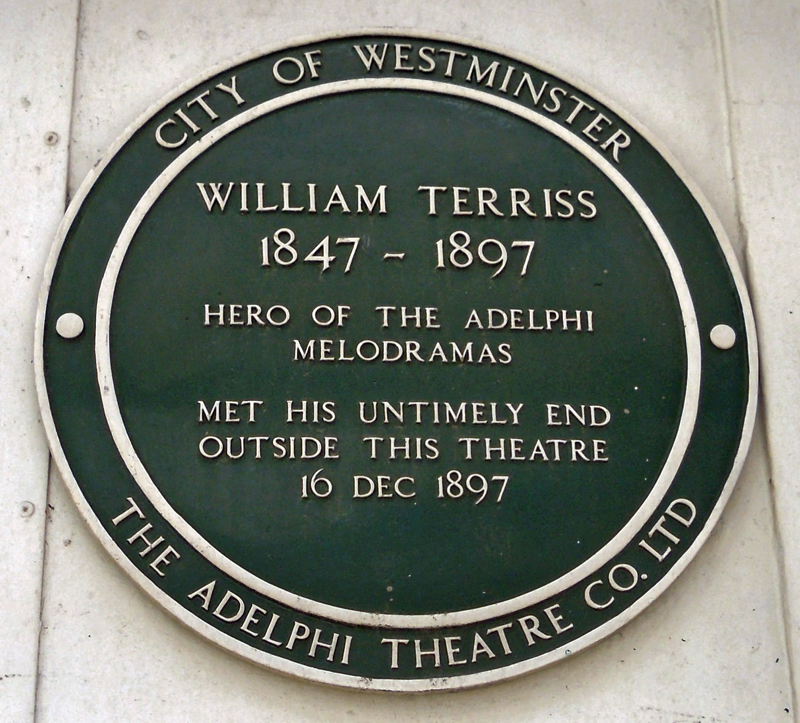 CITY OF WESTMINSTER
WILLIAM TERRISS
1847 - 1897
HERO OF THE ADELPHI
MELODRAMAS
MET HIS UNTIMELY END
OUTSIDE THIS THEATRE
16 DEC 1897
THE ADELPHI THEATRE CO. LTD